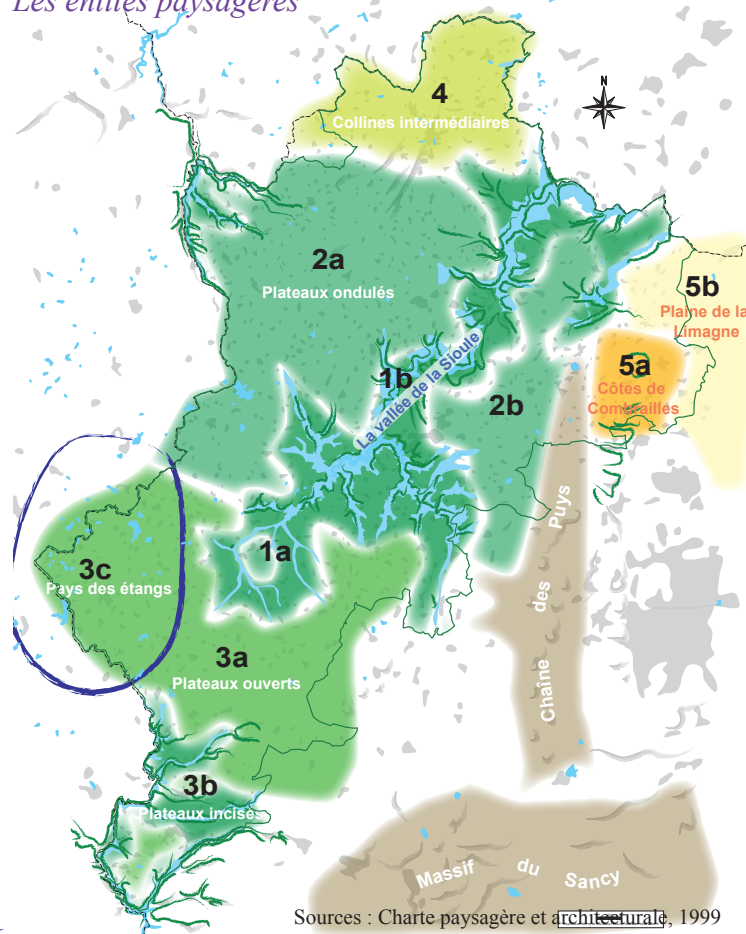 Les entités paysagères
N
4
Collines intermédiaires
2a
Plateaux ondulés
5b
Plaine de la
Limagne
5a
Côtes de
Combrailles
1b
La vallée de la Sioule
2b
3c
Pays des étangs
1a
3a
Plateaux ouverts
Chaîne des Puys
3b
Plateaux incisés
Massif du Sancy
Sources : Charte paysagère et architecturale, 1999